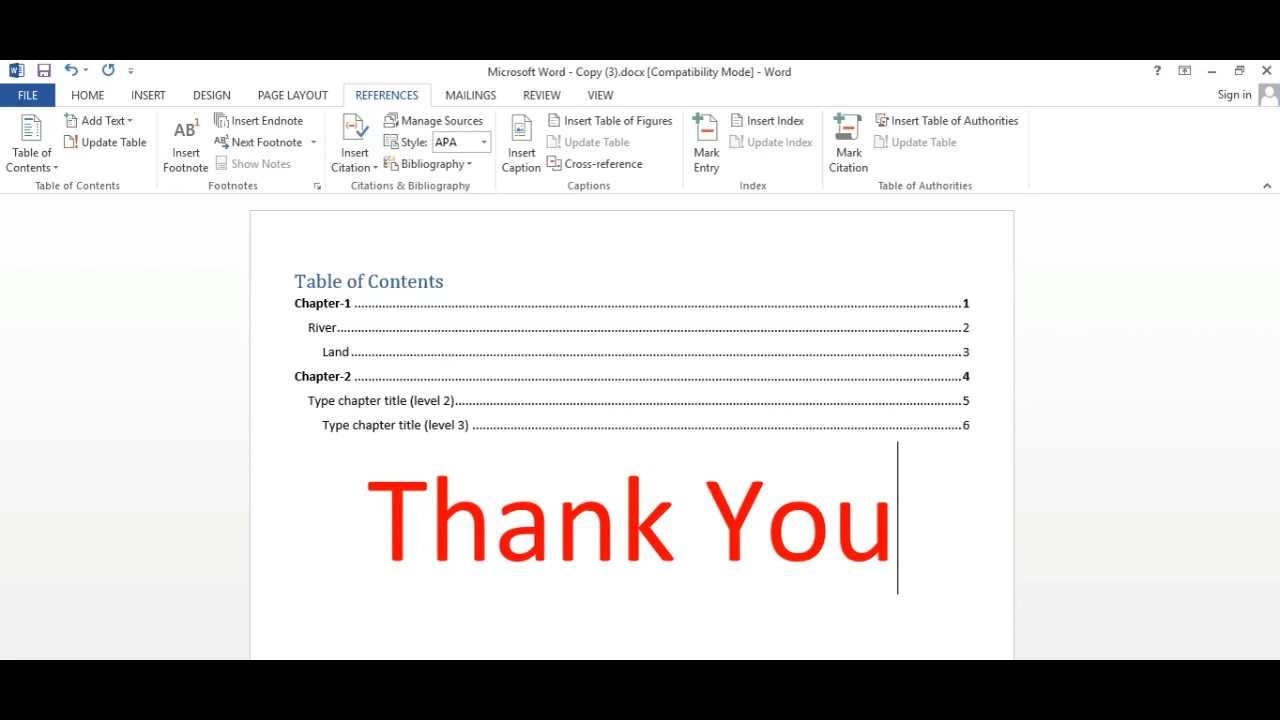 Microsoft Word - Copy (3).docx [Compatibility Mode] - Word
?
Sign in
FILE HOME INSERT DESIGN PAGE LAYOUT REFERENCES MAILINGS REVIEW VIEW
Table of Contents
Add Text
Update Table
Table of Contents
AB1
Insert Footnote
Insert Endnote
AB1 Next Footnote
Show Notes
Footnotes
Insert Citation
Manage Sources
Style: APA
Bibliography
Citations & Bibliography
Insert Caption
Insert Table of Figures
Update Table
Cross-reference
Captions
Mark Entry
Insert Index
Update Index
Index
Mark Citation
Insert Table of Authorities
Update Table
Table of Authorities
Table of Contents
Chapter-1 ........................................ 1
River ........................................ 2
Land ........................................ 3
Chapter-2 ........................................ 4
Type chapter title (level 2) ........................................ 5
Type chapter title (level 3) ........................................ 6
Thank You